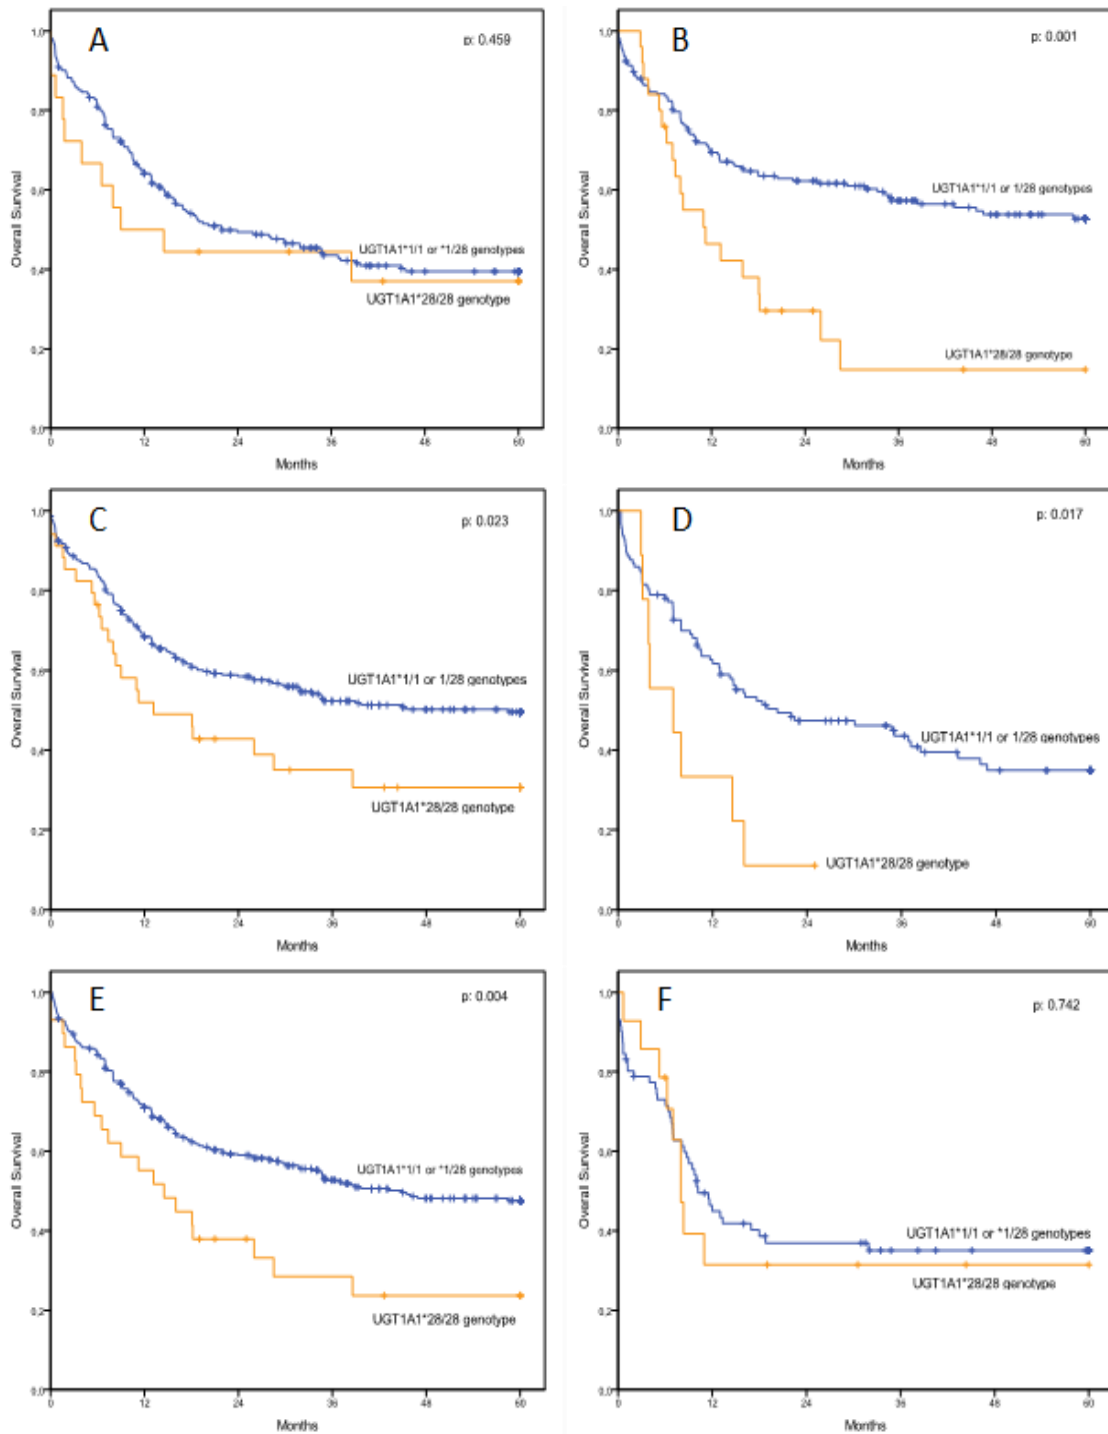 A
p: 0.459
1,0
0,8
0,6
0,4
0,2
0,0
Overall Survival
UGT1A1*1/1 or *1/28 genotypes
UGT1A1*28/28 genotype
0 12 24 36 48 60
Months
B
p: 0.001
1,0
0,8
0,6
0,4
0,2
0,0
Overall Survival
UGT1A1*1/1 or 1/28 genotypes
UGT1A1*28/28 genotype
0 12 24 36 48 60
Months
C
p: 0.023
1,0
0,8
0,6
0,4
0,2
0,0
Overall Survival
UGT1A1*1/1 or 1/28 genotypes
UGT1A1*28/28 genotype
0 12 24 36 48 60
Months
D
p: 0.017
1,0
0,8
0,6
0,4
0,2
0,0
Overall Survival
UGT1A1*1/1 or 1/28 genotypes
UGT1A1*28/28 genotype
0 12 24 36 48 60
Months
E
p: 0.004
1,0
0,8
0,6
0,4
0,2
0,0
Overall Survival
UGT1A1*1/1 or *1/28 genotypes
UGT1A1*28/28 genotype
0 12 24 36 48 60
Months
F
p: 0.742
1,0
0,8
0,6
0,4
0,2
0,0
Overall Survival
UGT1A1*1/1 or *1/28 genotypes
UGT1A1*28/28 genotype
0 12 24 36 48 60
Months